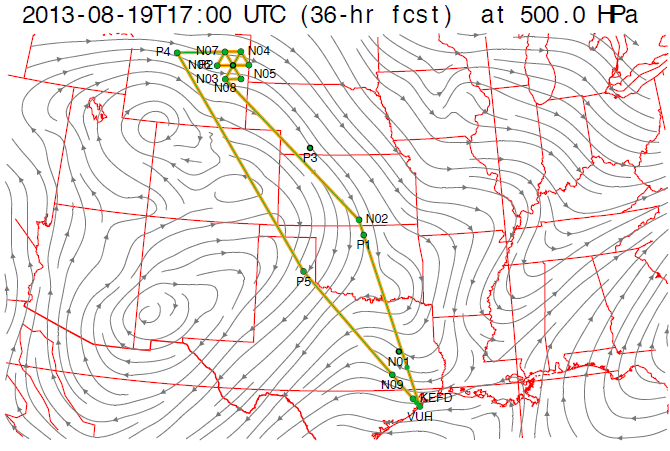 2013-08-19T17:00 UTC (36-hr fcst) at 500.0 HPa
P4
N07
N04
P2
N05
N03
N08
P3
N02
P1
P5
N01
N09
KEFD
VUH